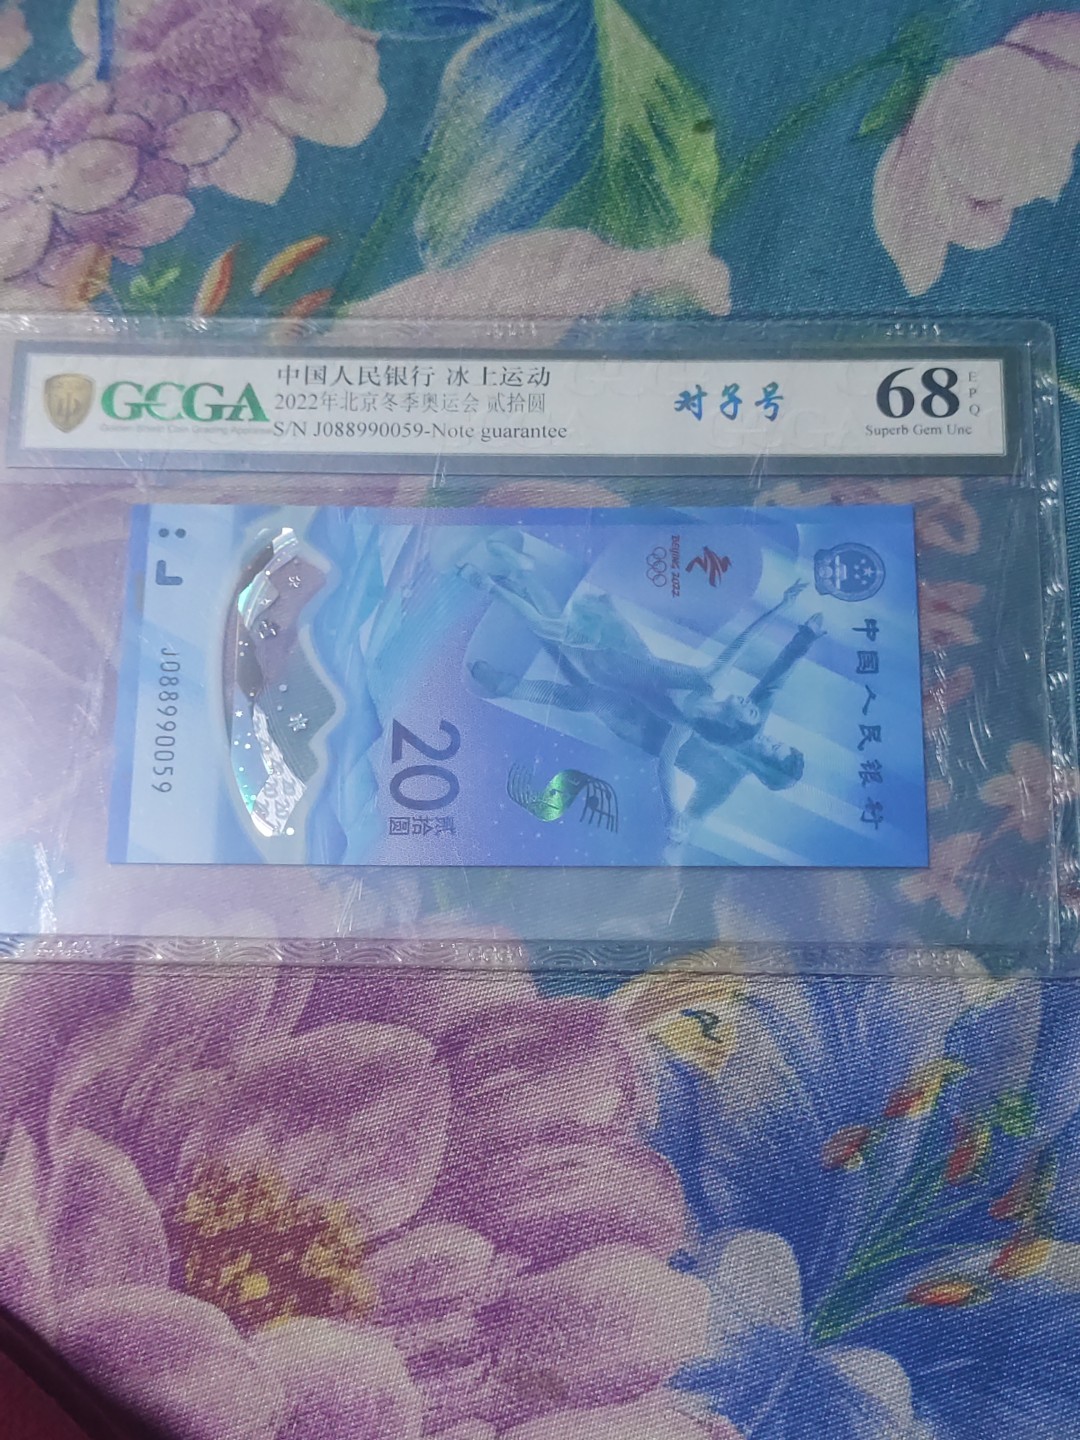 GCGA
中国人民银行 冰上运动
2022年北京冬季奥运会 贰拾圆
S/N J088990059-Note guarantee
对子号
68
EPQ
Superb Gem Unc
中国人民银行
BEIJING 2022
20
贰拾圆
J088990059